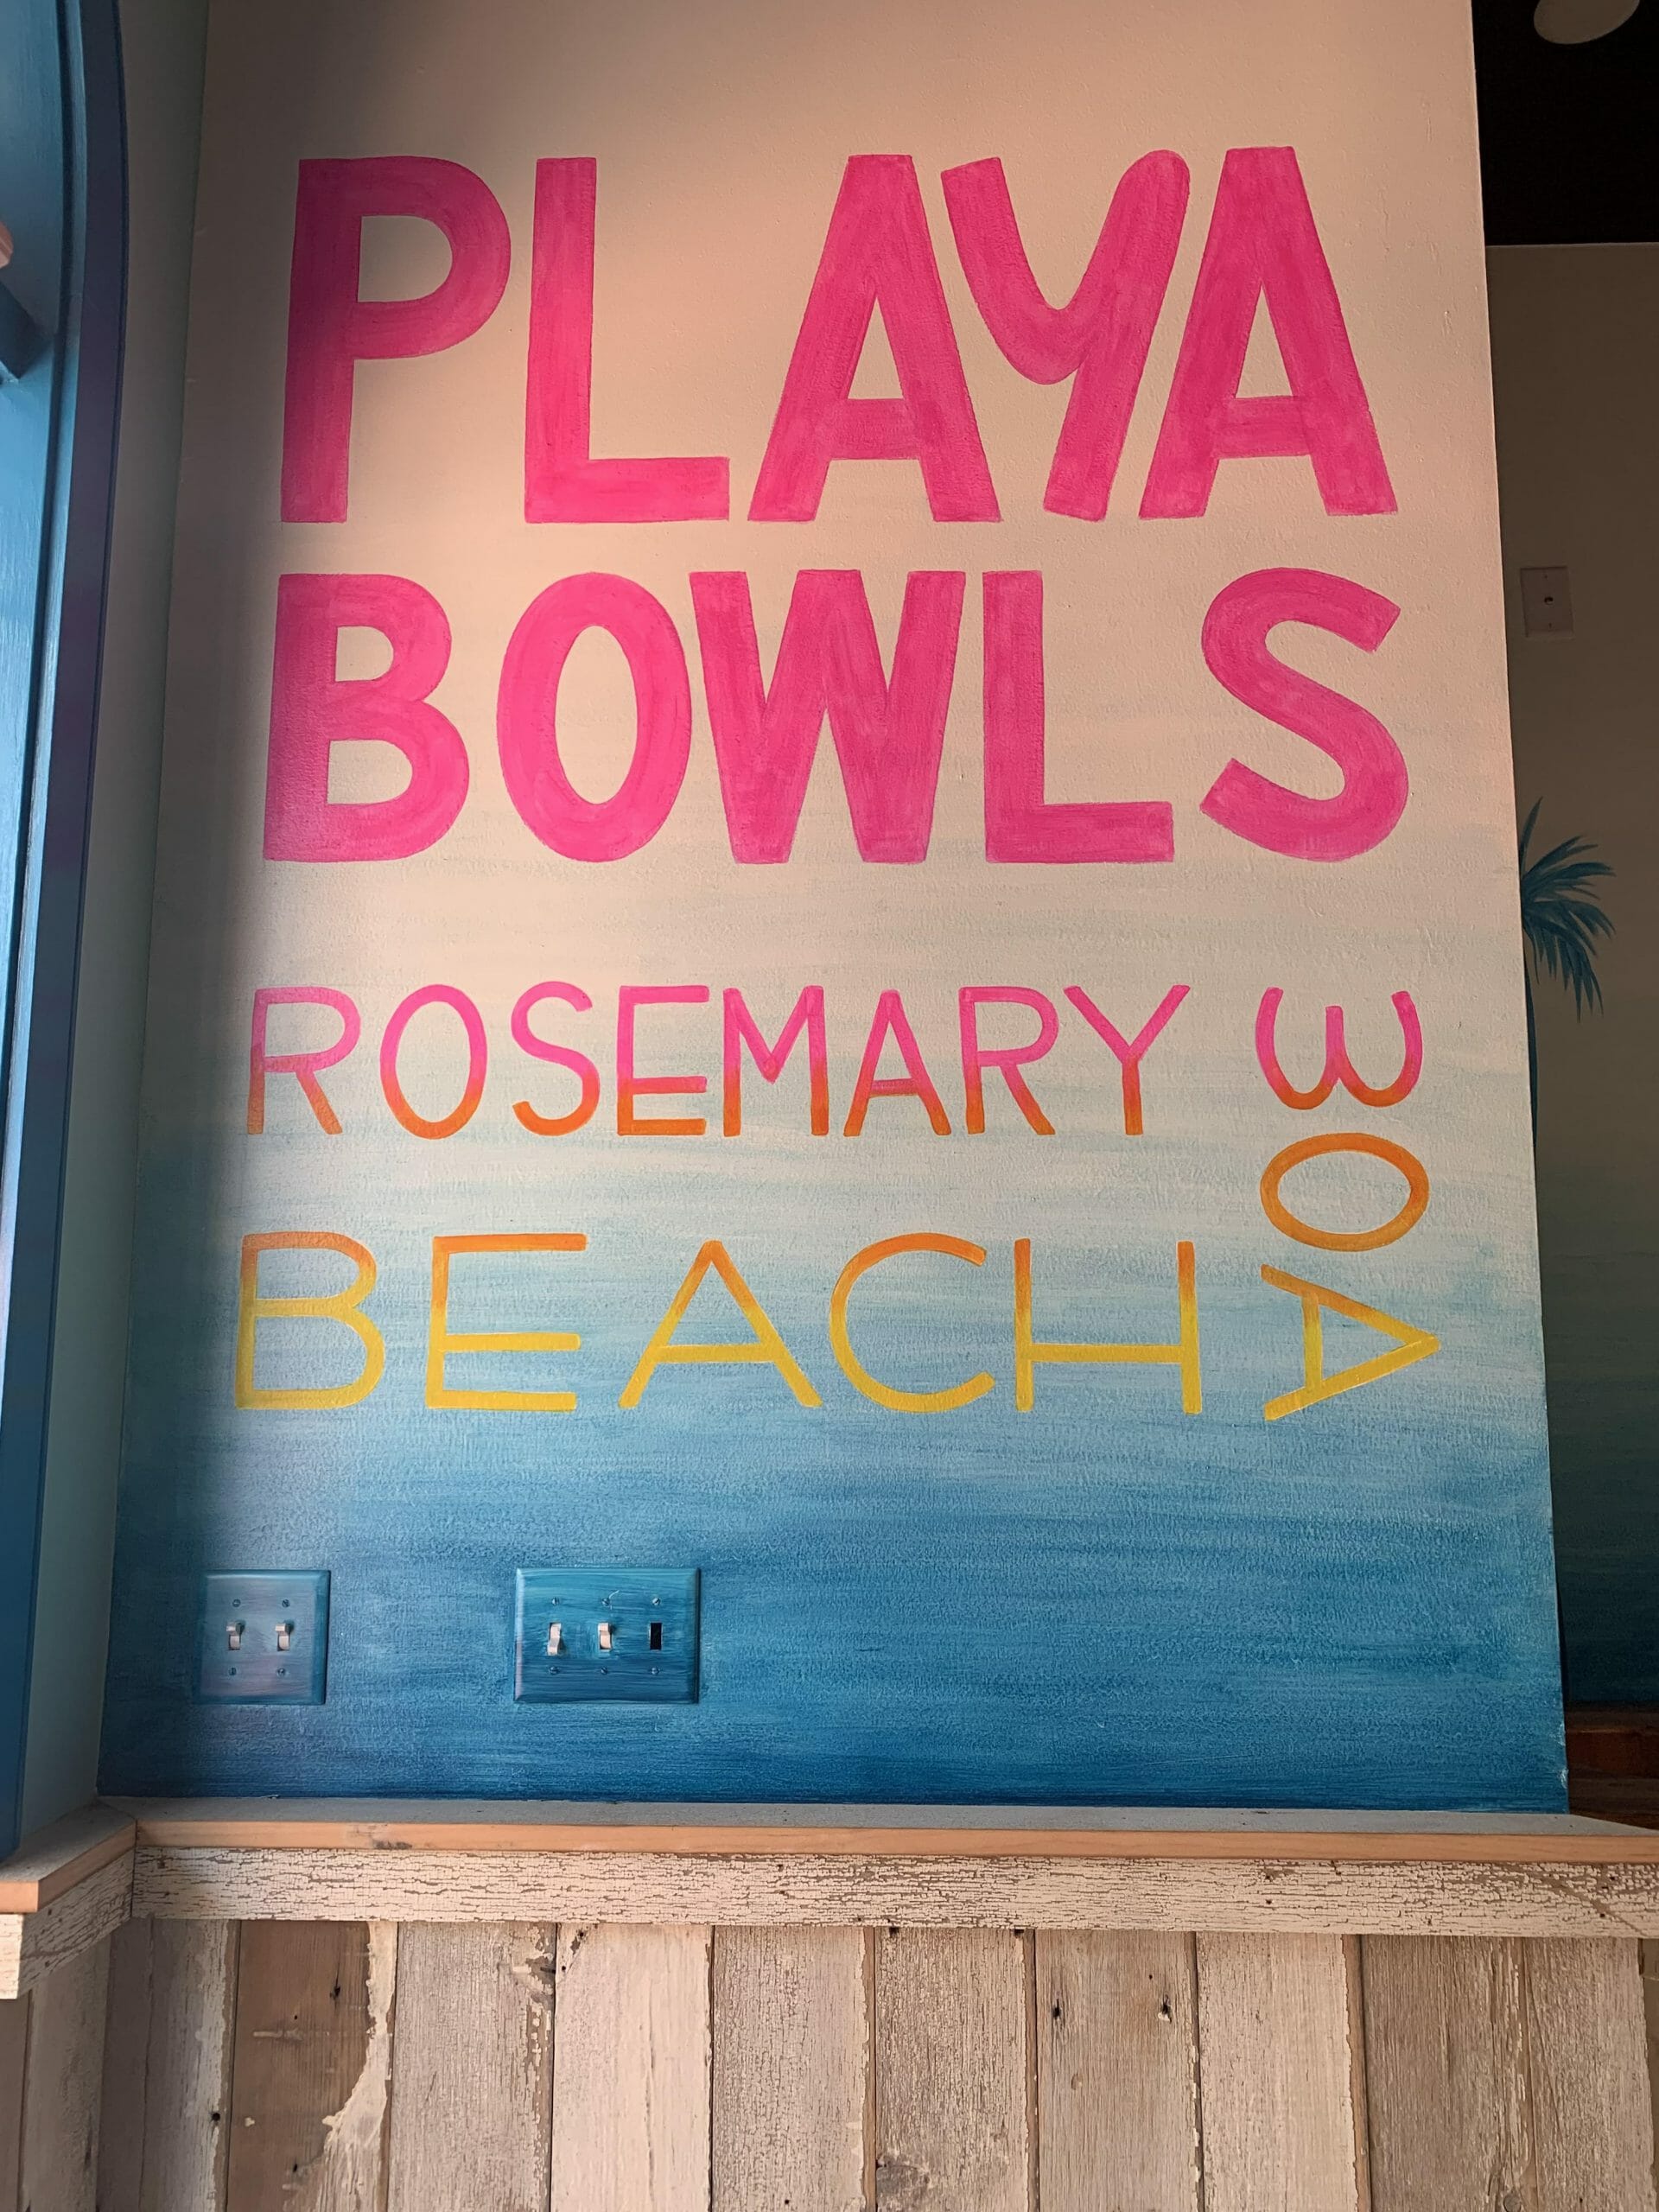 PLAYA
BOWLS
ROSEMARY
BEACH
30A